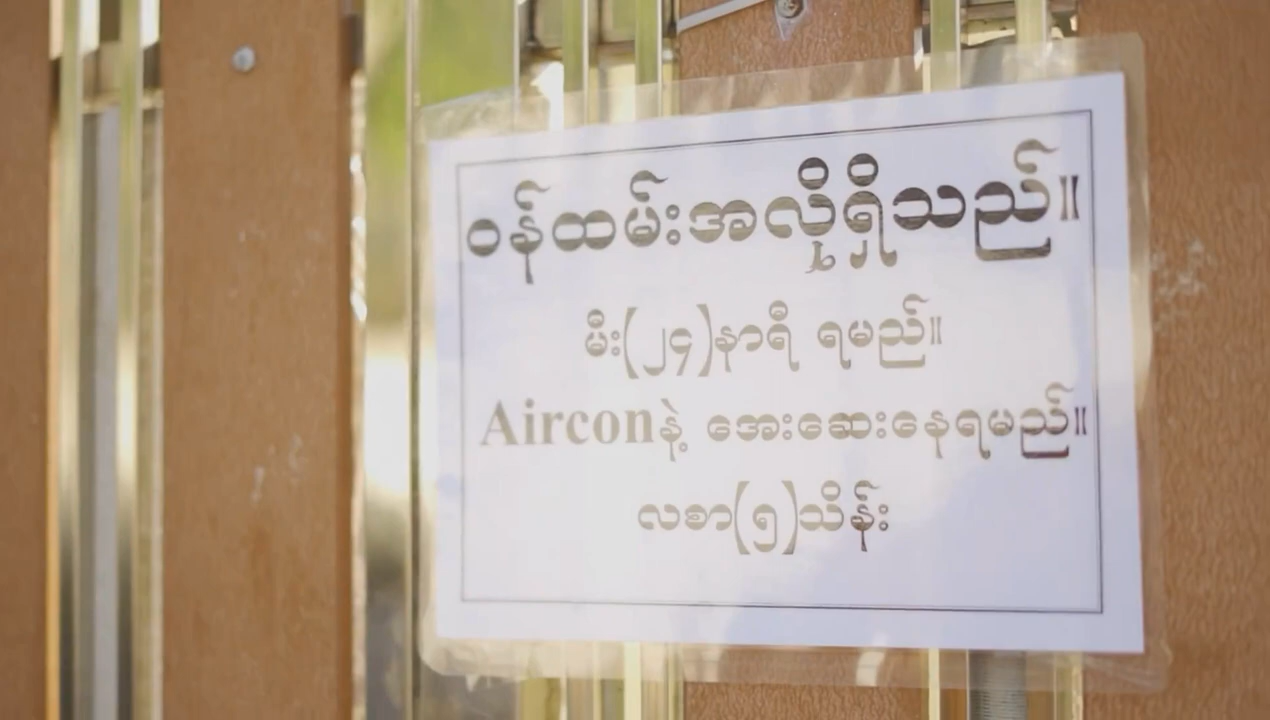 ဝန်ထမ်းအလိုရှိသည်။
မီး(၂၄)နာရီ ရမည်။
Airconနဲ့ အေးဆေးနေရမည်။
လစာ(၅)သိန်း